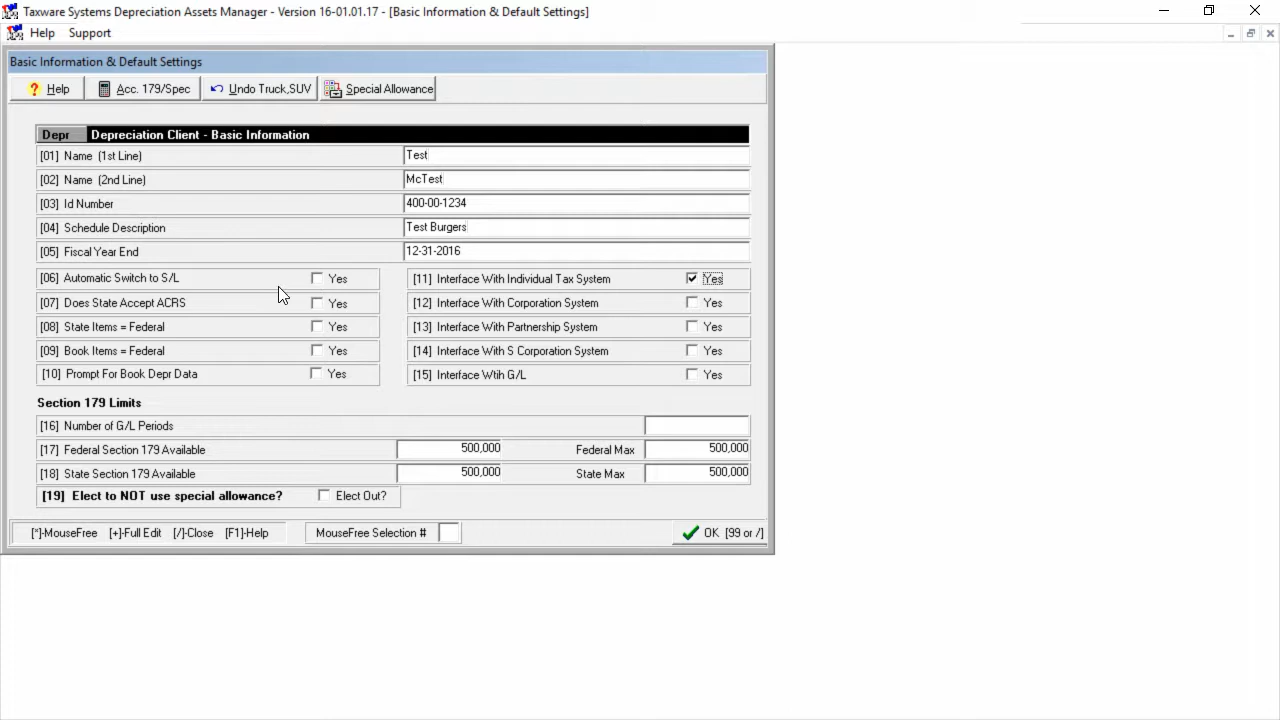 Taxware Systems Depreciation Assets Manager - Version 16-01.01.17 - [Basic Information & Default Settings]
Help Support
Basic Information & Default Settings
? Help Acc. 179/Spec Undo Truck,SUV Special Allowance
Depr Depreciation Client - Basic Information
[01] Name (1st Line) Test
[02] Name (2nd Line) McTest
[03] Id Number 400-00-1234
[04] Schedule Description Test Burgers
[05] Fiscal Year End 12-31-2016
[06] Automatic Switch to S/L Yes [11] Interface With Individual Tax System Yes
[07] Does State Accept ACRS Yes [12] Interface With Corporation System Yes
[08] State Items = Federal Yes [13] Interface With Partnership System Yes
[09] Book Items = Federal Yes [14] Interface With S Corporation System Yes
[10] Prompt For Book Depr Data Yes [15] Interface Wtih G/L Yes
Section 179 Limits
[16] Number of G/L Periods
[17] Federal Section 179 Available 500,000 Federal Max 500,000
[18] State Section 179 Available 500,000 State Max 500,000
[19] Elect to NOT use special allowance? Elect Out?
[*]-MouseFree [+]-Full Edit [/]-Close [F1]-Help MouseFree Selection # OK [99 or /]